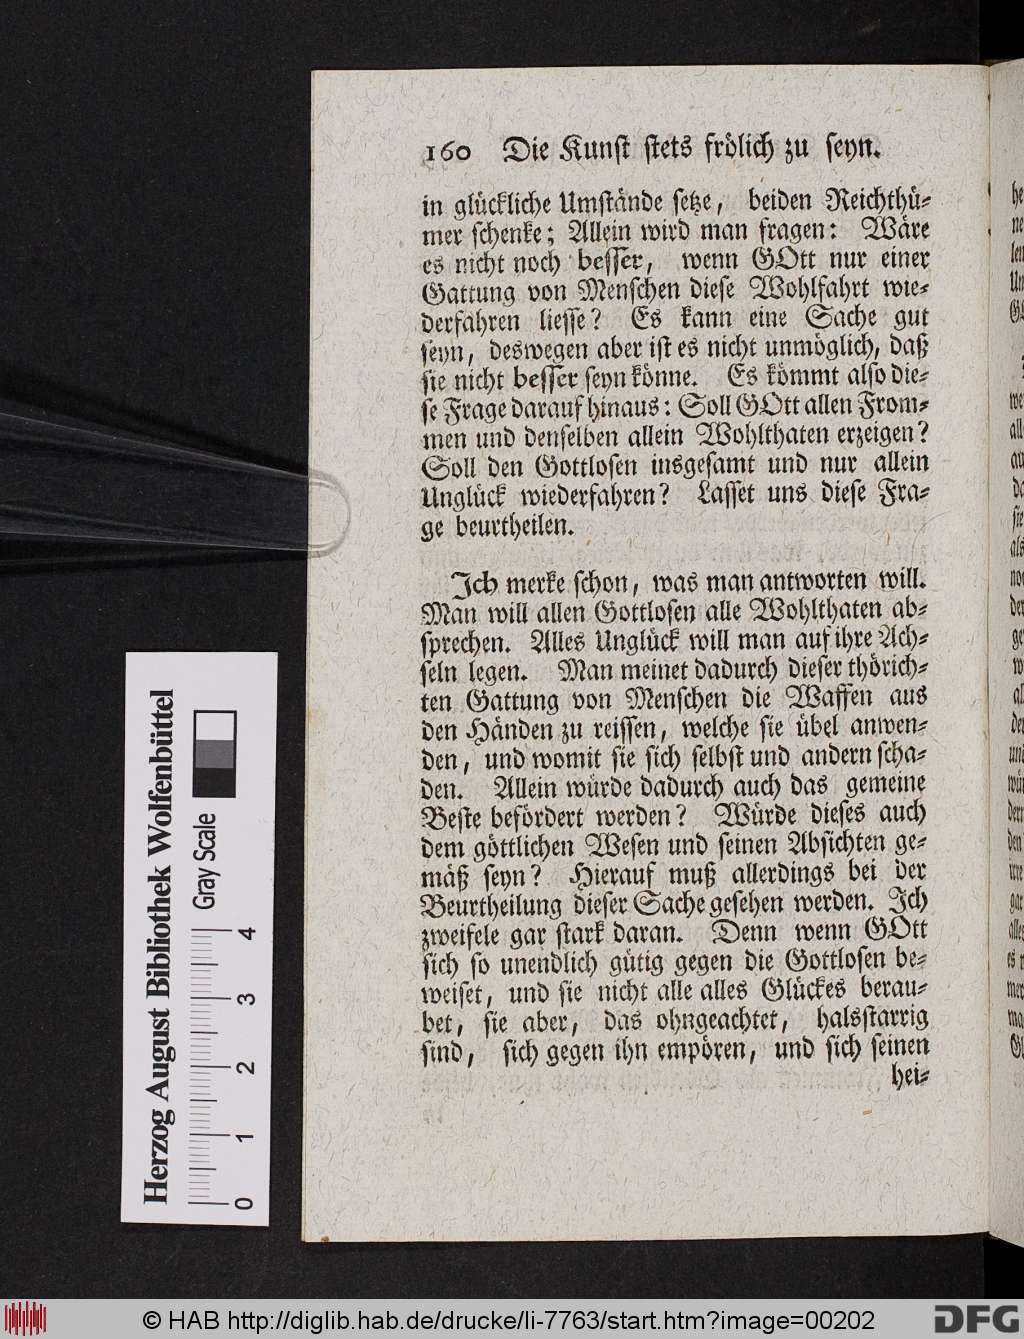 160 Die Kunst stets frölich zu seyn.
in glückliche Umstände setze, beiden Reichthü-
mer schenke; Allein wird man fragen: Wäre
es nicht noch besser, wenn GOtt nur einer
Gattung von Menschen diese Wohlfahrt wie-
derfahren liesse? Es kann eine Sache gut
seyn, deswegen aber ist es nicht unmöglich, daß
sie nicht besser seyn könne. Es kömmt also die-
se Frage darauf hinaus: Soll GOtt allen From-
men und denselben allein Wohlthaten erzeigen?
Soll den Gottlosen insgesamt und nur allein
Unglück wiederfahren? Lasset uns diese Fra-
ge beurtheilen.
Ich merke schon, was man antworten will.
Man will allen Gottlosen alle Wohlthaten ab-
sprechen. Alles Unglück will man auf ihre Ach-
seln legen. Man meinet dadurch dieser thörich-
ten Gattung von Menschen die Waffen aus
den Händen zu reissen, welche sie übel anwen-
den, und womit sie sich selbst und andern scha-
den. Allein würde dadurch auch das gemeine
Beste befördert werden? Würde dieses auch
dem göttlichen Wesen und seinen Absichten ge-
mäß seyn? Hierauf muß allerdings bei der
Beurtheilung dieser Sache gesehen werden. Ich
zweifele gar stark daran. Denn wenn GOtt
sich so unendlich gütig gegen die Gottlosen be-
weiset, und sie nicht alle alles Glückes berau-
bet, sie aber, das ohngeachtet, halsstarrig
sind, sich gegen ihn empören, und sich seinen
hei-
Herzog August Bibliothek Wolfenbüttel
Gray Scale
0 1 2 3 4
© HAB http://diglib.hab.de/drucke/li-7763/start.htm?image=00202
DFG